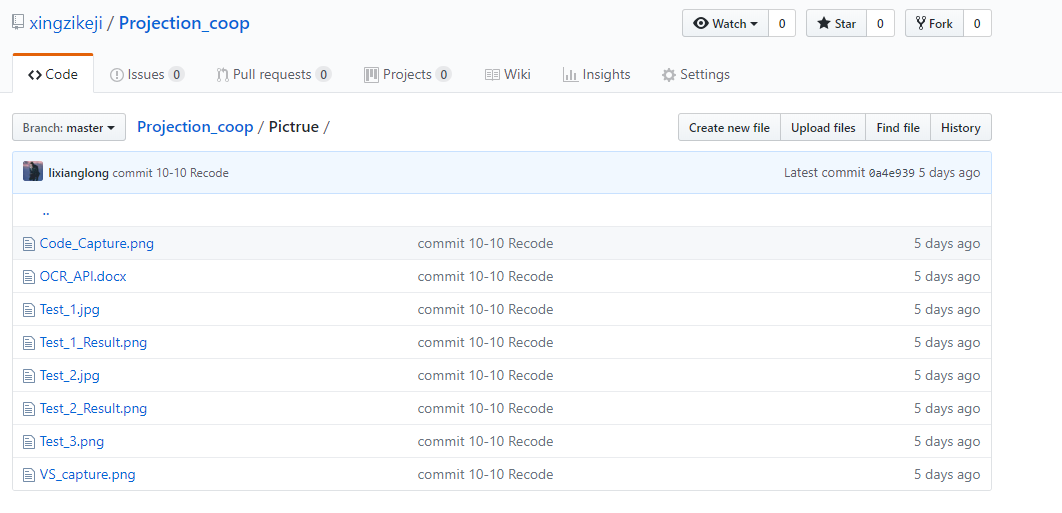 xingzikeji / Projection_coop Watch 0 Star 0 Fork 0
Code Issues 0 Pull requests 0 Projects 0 Wiki Insights Settings
Branch: master Projection_coop / Pictrue / Create new file Upload files Find file History
lixianglong commit 10-10 Recode Latest commit 0a4e939 5 days ago
..
Code_Capture.png commit 10-10 Recode 5 days ago
OCR_API.docx commit 10-10 Recode 5 days ago
Test_1.jpg commit 10-10 Recode 5 days ago
Test_1_Result.png commit 10-10 Recode 5 days ago
Test_2.jpg commit 10-10 Recode 5 days ago
Test_2_Result.png commit 10-10 Recode 5 days ago
Test_3.png commit 10-10 Recode 5 days ago
VS_capture.png commit 10-10 Recode 5 days ago